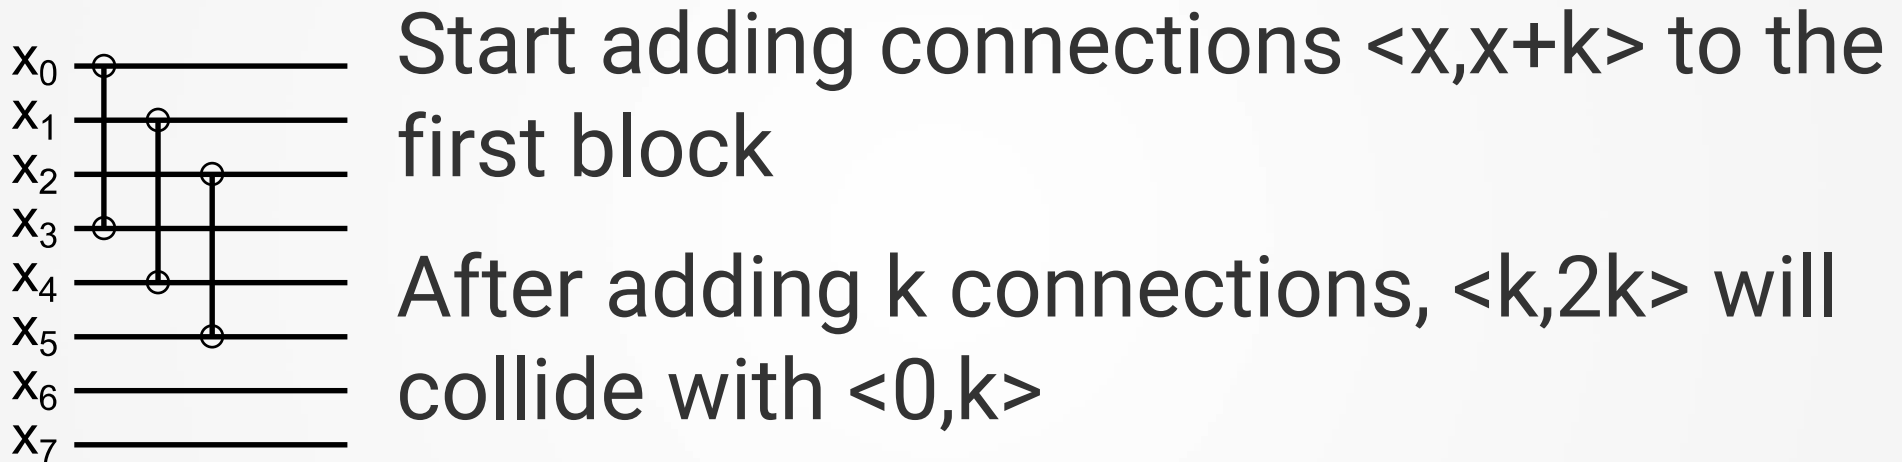 x₀
x₁
x₂
x₃
x₄
x₅
x₆
x₇
Start adding connections <x,x+k> to the
first block
After adding k connections, <k,2k> will
collide with <0,k>